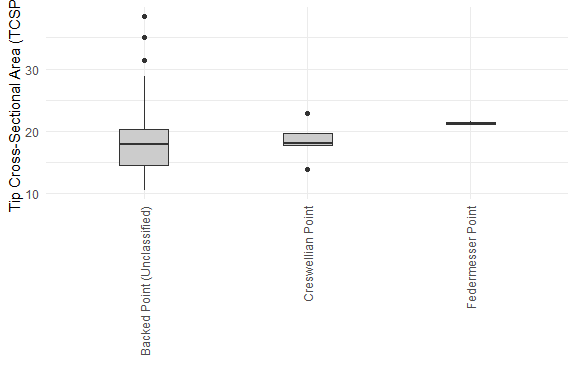 Tip Cross-Sectional Area (TCSP
30
20
10
Backed Point (Unclassified)
Creswellian Point
Federmesser Point